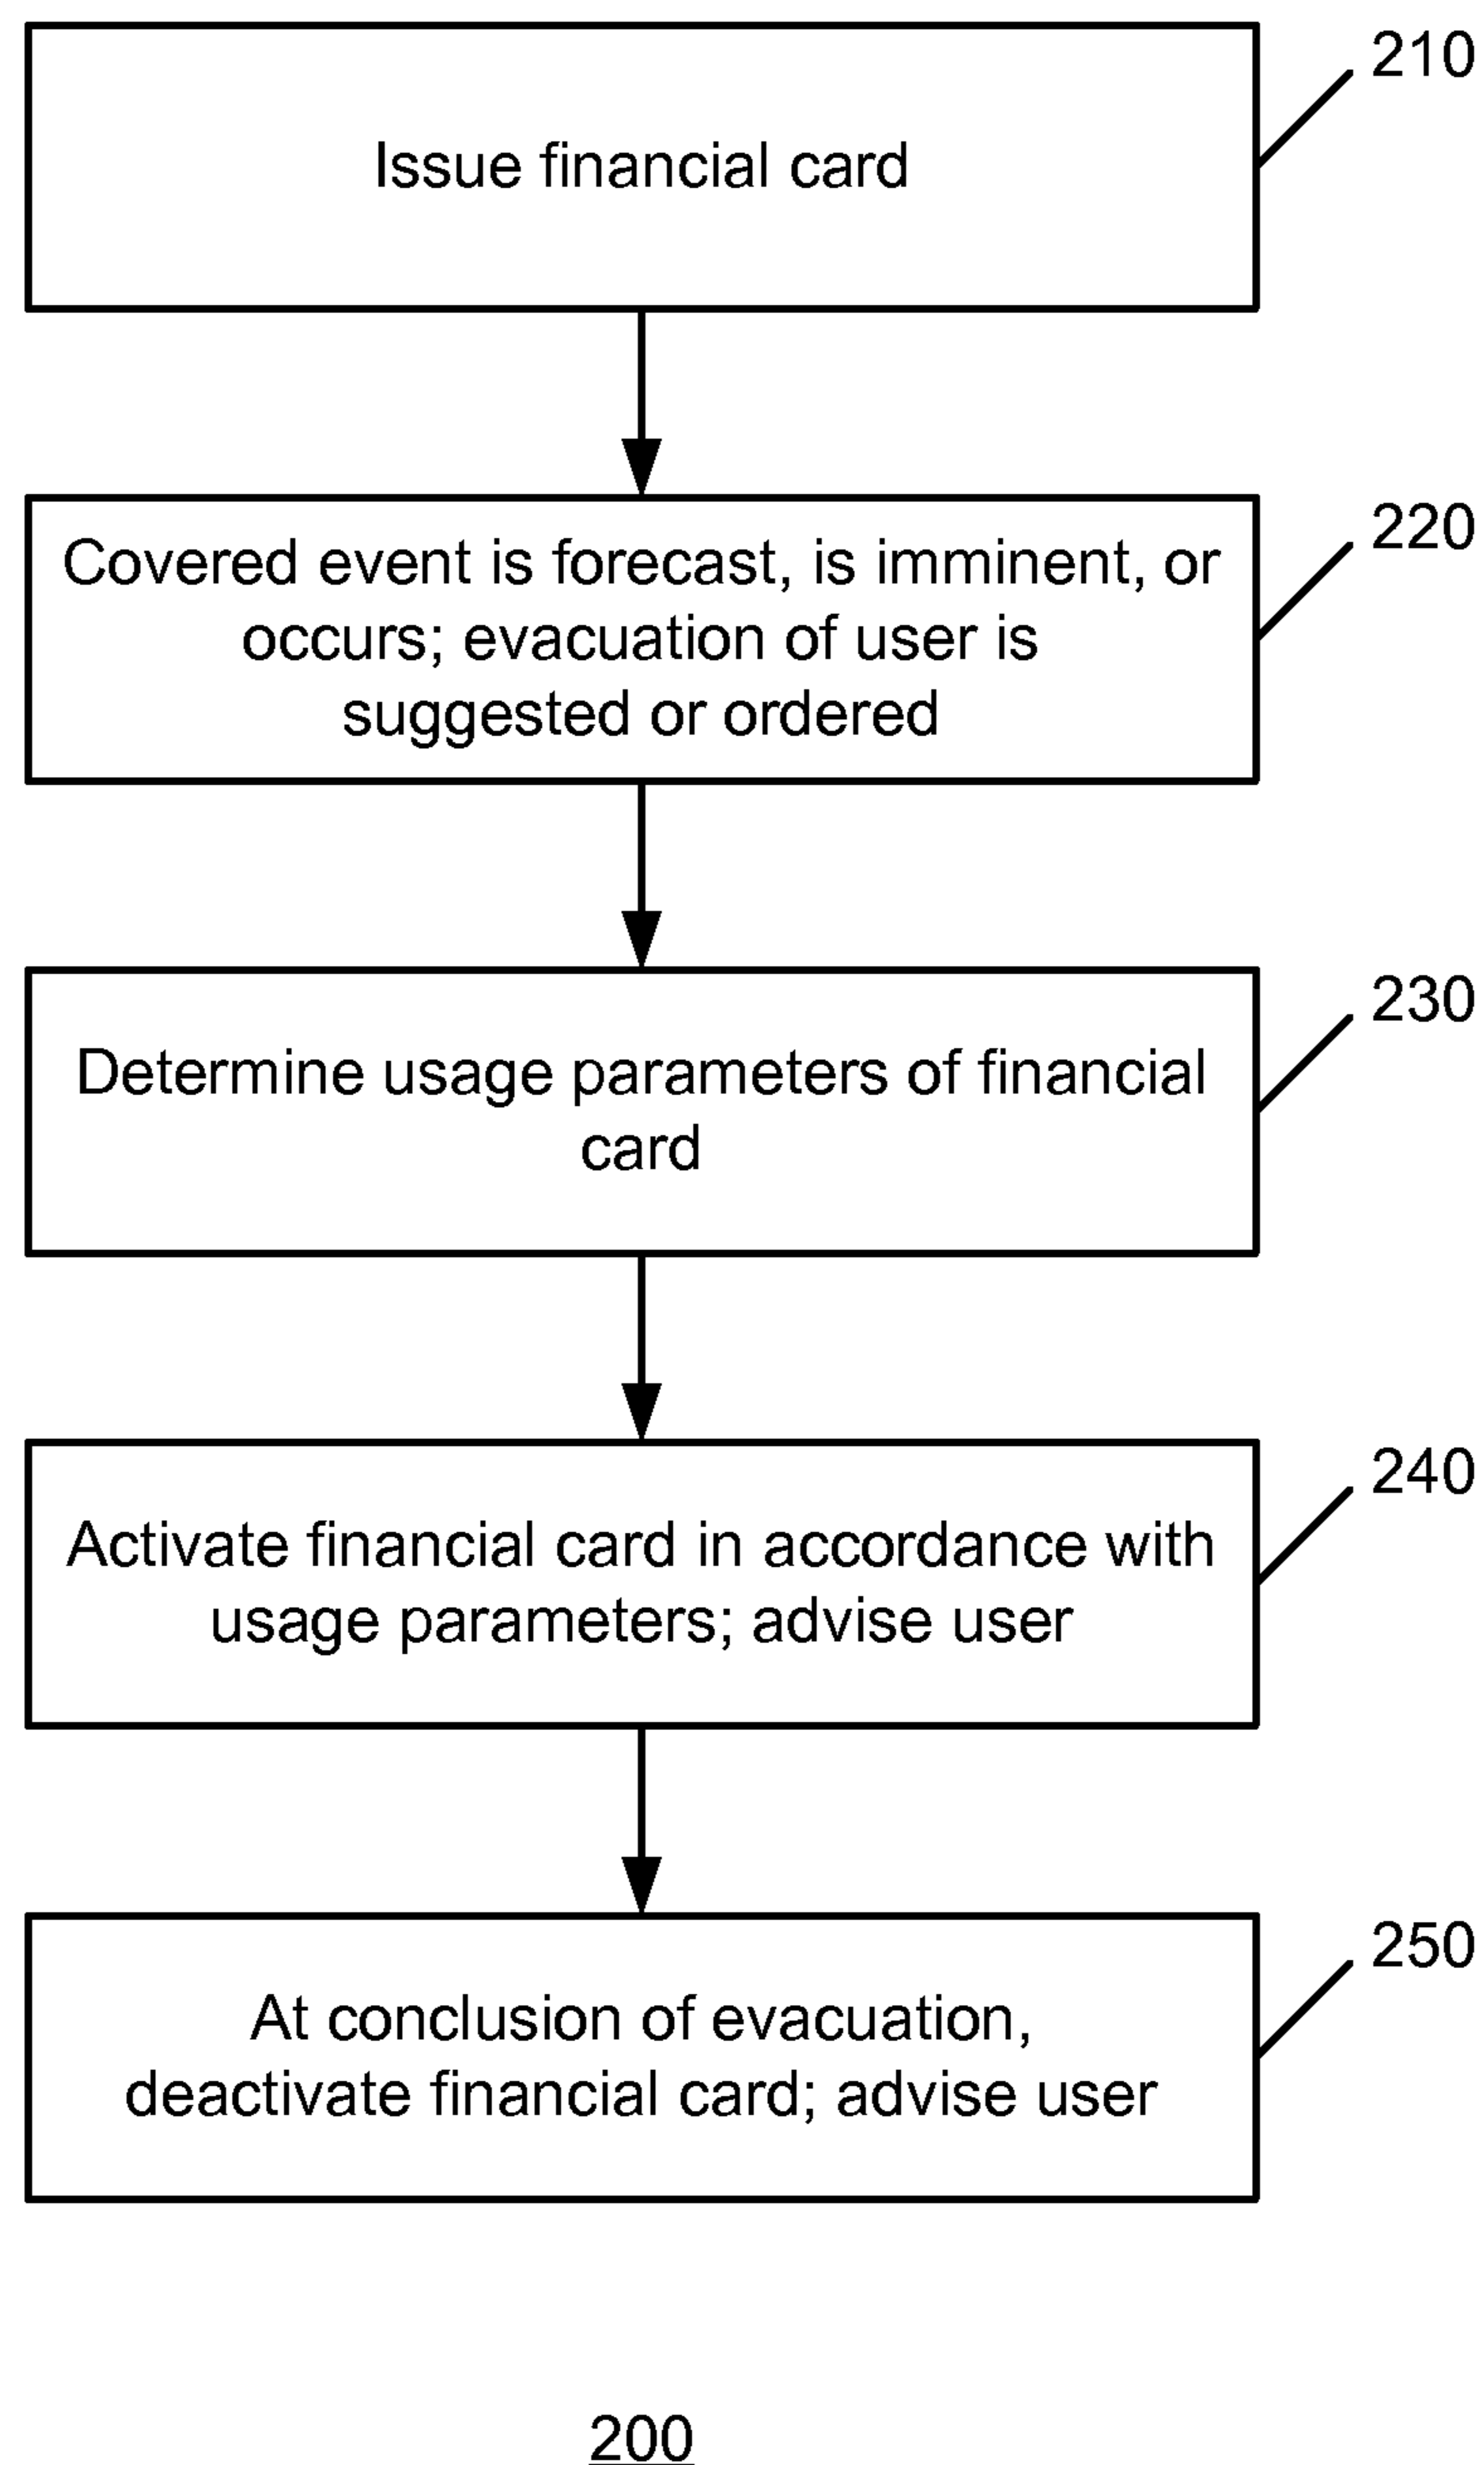 210
Issue financial card
220
Covered event is forecast, is imminent, or
occurs; evacuation of user is
suggested or ordered
230
Determine usage parameters of financial
card
240
Activate financial card in accordance with
usage parameters; advise user
250
At conclusion of evacuation,
deactivate financial card; advise user
200